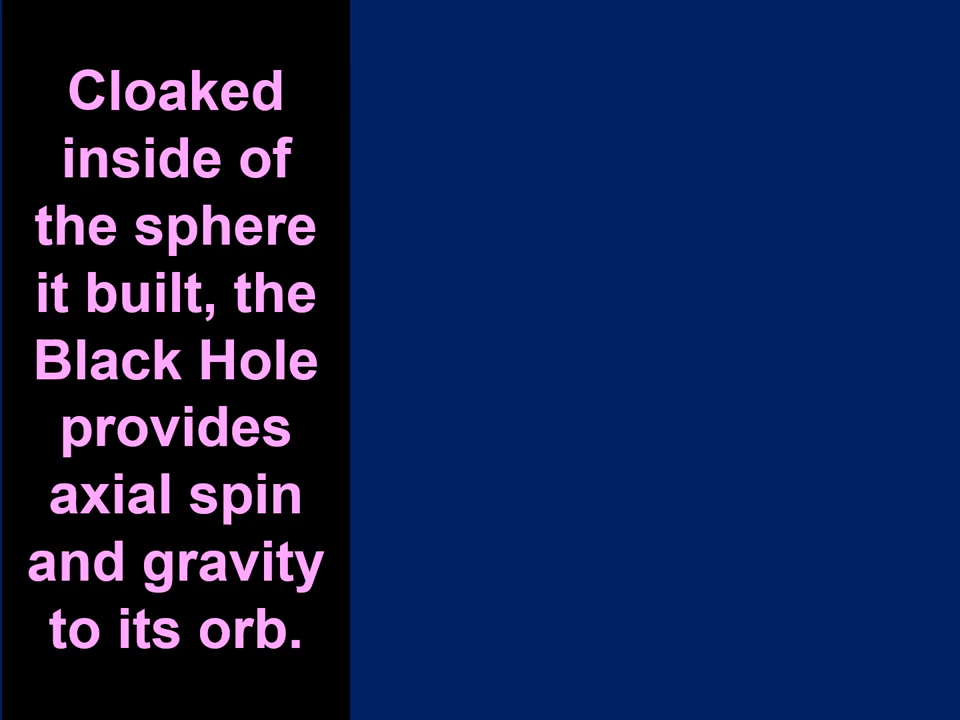 Cloaked
inside of
the sphere
it built, the
Black Hole
provides
axial spin
and gravity
to its orb.